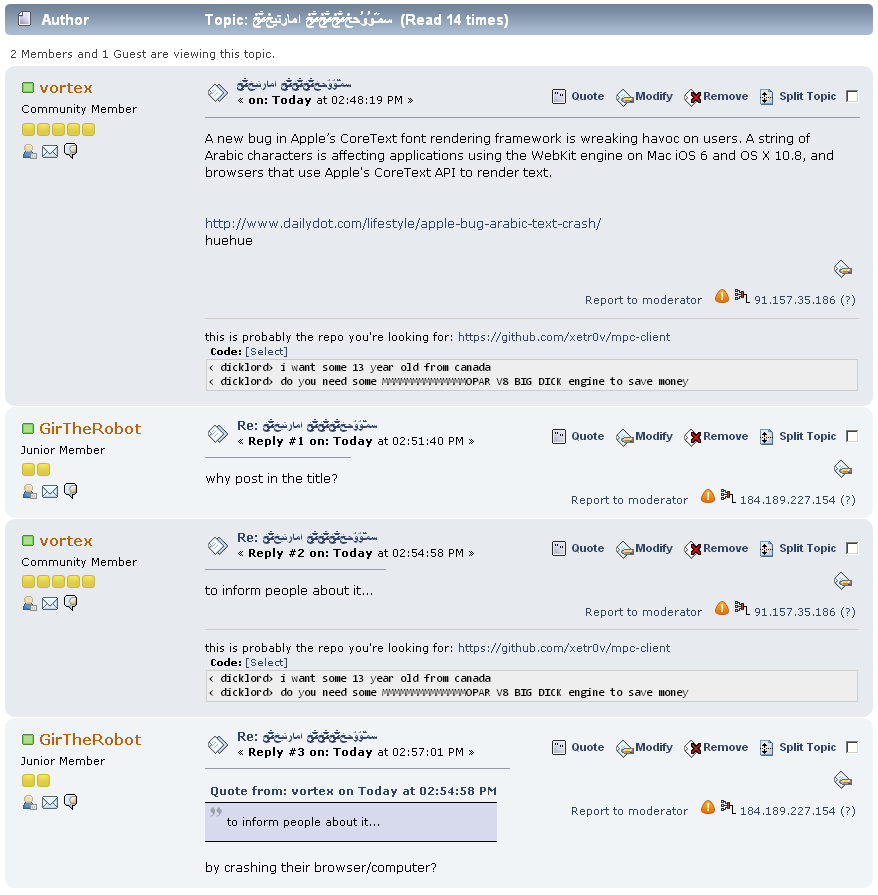 Author Topic: سمَـَّوُوُحخ ̷̴̐خ ̷̴̐خ ̷̴̐خ امارتيخ ̷̴̐خ (Read 14 times)
2 Members and 1 Guest are viewing this topic.
vortex
Community Member
سمَـَّوُوُحخ ̷̴̐خ ̷̴̐خ ̷̴̐خ امارتيخ ̷̴̐خ
« on: Today at 02:48:19 PM »
Quote Modify Remove Split Topic
A new bug in Apple’s CoreText font rendering framework is wreaking havoc on users. A string of
Arabic characters is affecting applications using the WebKit engine on Mac iOS 6 and OS X 10.8, and
browsers that use Apple's CoreText API to render text.
http://www.dailydot.com/lifestyle/apple-bug-arabic-text-crash/
huehue
Report to moderator 91.157.35.186 (?)
this is probably the repo you're looking for: https://github.com/xetr0v/mpc-client
Code: [Select]
< dicklord> i want some 13 year old from canada
< dicklord> do you need some MMMMMMMMMMMMMMOPAR V8 BIG DICK engine to save money
GirTheRobot
Junior Member
Re: سمَـَّوُوُحخ ̷̴̐خ ̷̴̐خ ̷̴̐خ امارتيخ ̷̴̐خ
« Reply #1 on: Today at 02:51:40 PM »
Quote Modify Remove Split Topic
why post in the title?
Report to moderator 184.189.227.154 (?)
vortex
Community Member
Re: سمَـَّوُوُحخ ̷̴̐خ ̷̴̐خ ̷̴̐خ امارتيخ ̷̴̐خ
« Reply #2 on: Today at 02:54:58 PM »
Quote Modify Remove Split Topic
to inform people about it...
Report to moderator 91.157.35.186 (?)
this is probably the repo you're looking for: https://github.com/xetr0v/mpc-client
Code: [Select]
< dicklord> i want some 13 year old from canada
< dicklord> do you need some MMMMMMMMMMMMMMOPAR V8 BIG DICK engine to save money
GirTheRobot
Junior Member
Re: سمَـَّوُوُحخ ̷̴̐خ ̷̴̐خ ̷̴̐خ امارتيخ ̷̴̐خ
« Reply #3 on: Today at 02:57:01 PM »
Quote Modify Remove Split Topic
Quote from: vortex on Today at 02:54:58 PM
to inform people about it...
Report to moderator 184.189.227.154 (?)
by crashing their browser/computer?